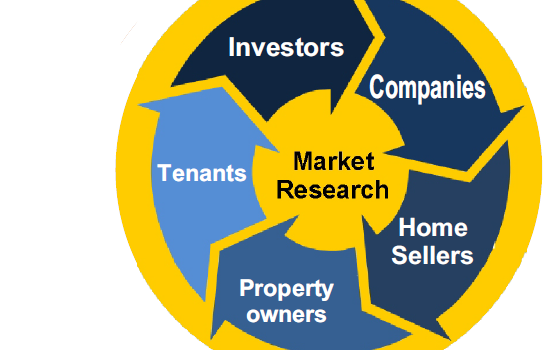 Investors
Companies
Tenants
Market
Research
Home
Sellers
Property
owners